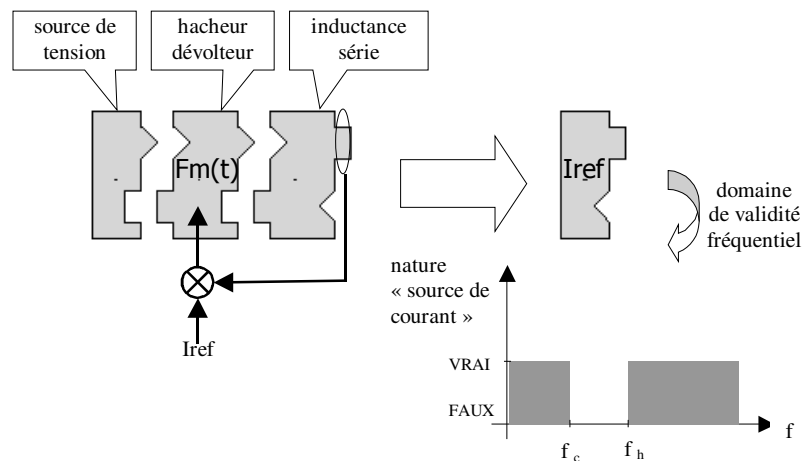 source de
tension
hacheur
dévolteur
inductance
série
Fm(t)
Iref
Iref
domaine
de validité
fréquentiel
nature
« source de
courant »
VRAI
FAUX
f c
f h
f